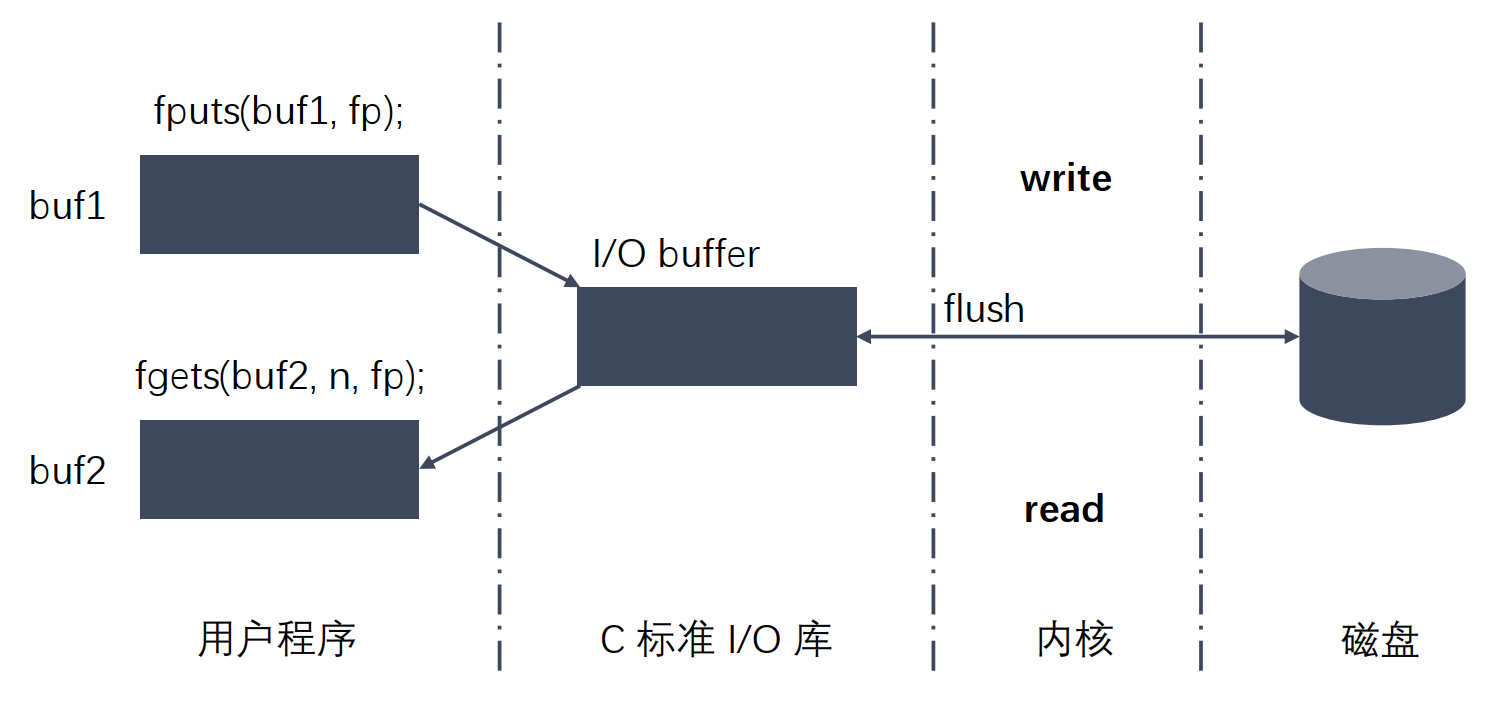 fputs(buf1, fp);
buf1
write
I/O buffer
flush
fgets(buf2, n, fp);
buf2
read
用户程序
C 标准 I/O 库
内核
磁盘